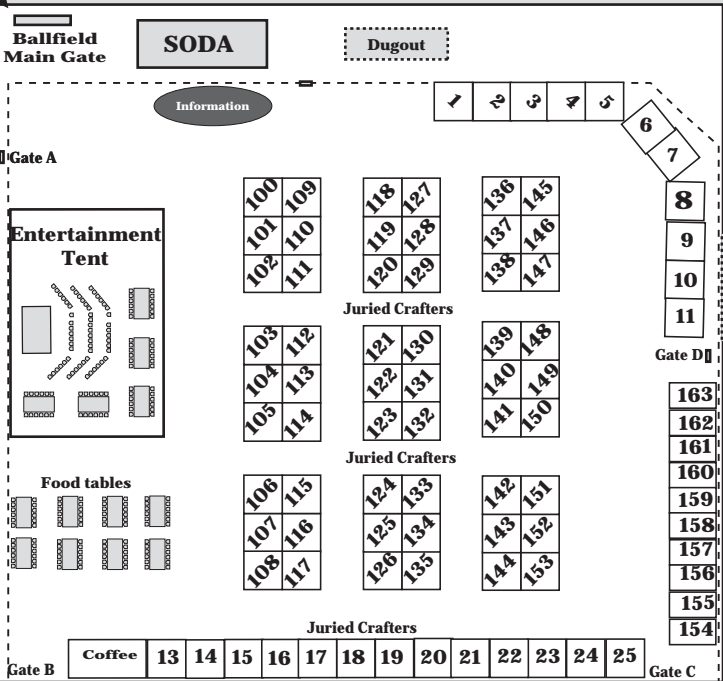 Ballfield
Main Gate
SODA
Dugout
Information
1 2 3 4 5
6
7
Gate A
8
9
10
11
Entertainment
Tent
100 109 118 127 136 145
101 110 119 128 137 146
102 111 120 129 138 147
Juried Crafters
103 112 121 130 139 148
104 113 122 131 140 149
105 114 123 132 141 150
Gate D
163
162
161
160
159
158
157
156
155
154
Juried Crafters
Food tables
106 115 124 133 142 151
107 116 125 134 143 152
108 117 126 135 144 153
Juried Crafters
Gate B
Coffee 13 14 15 16 17 18 19 20 21 22 23 24 25
Gate C